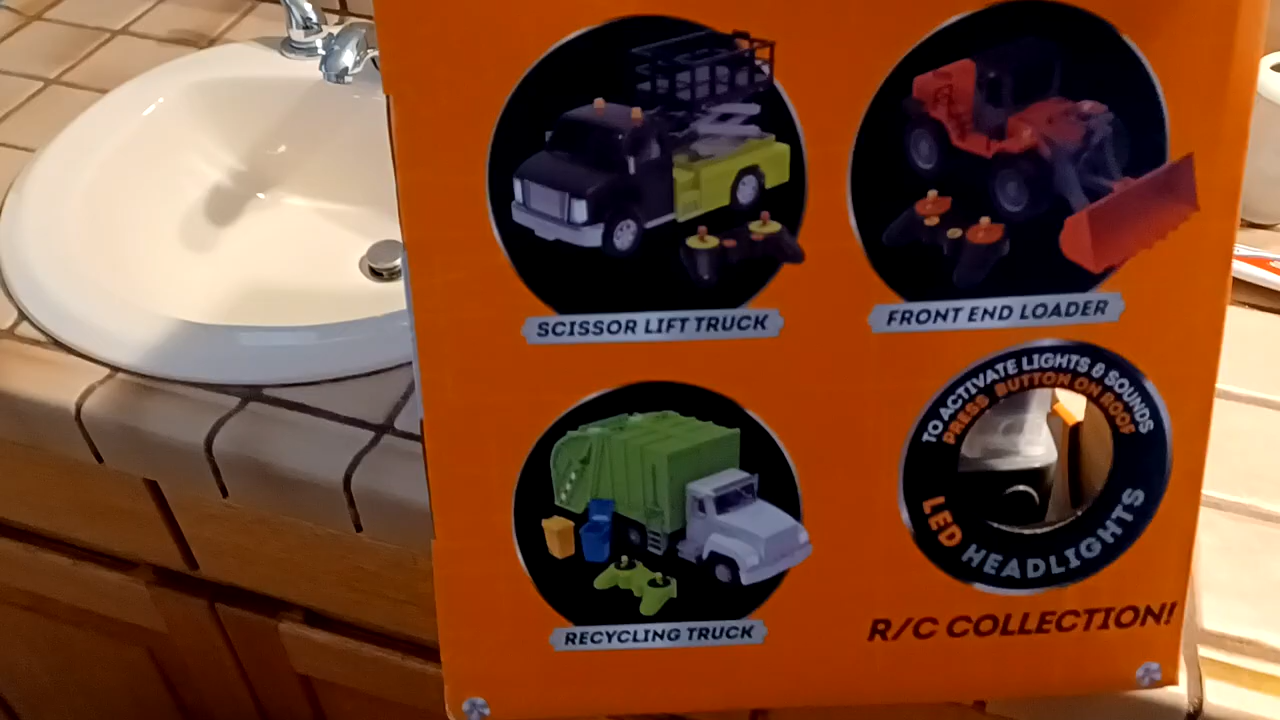 SCISSOR LIFT TRUCK
FRONT END LOADER
RECYCLING TRUCK
TO ACTIVATE LIGHTS & SOUNDS
PRESS BUTTON ON ROOF
LED HEADLIGHTS
R/C COLLECTION!